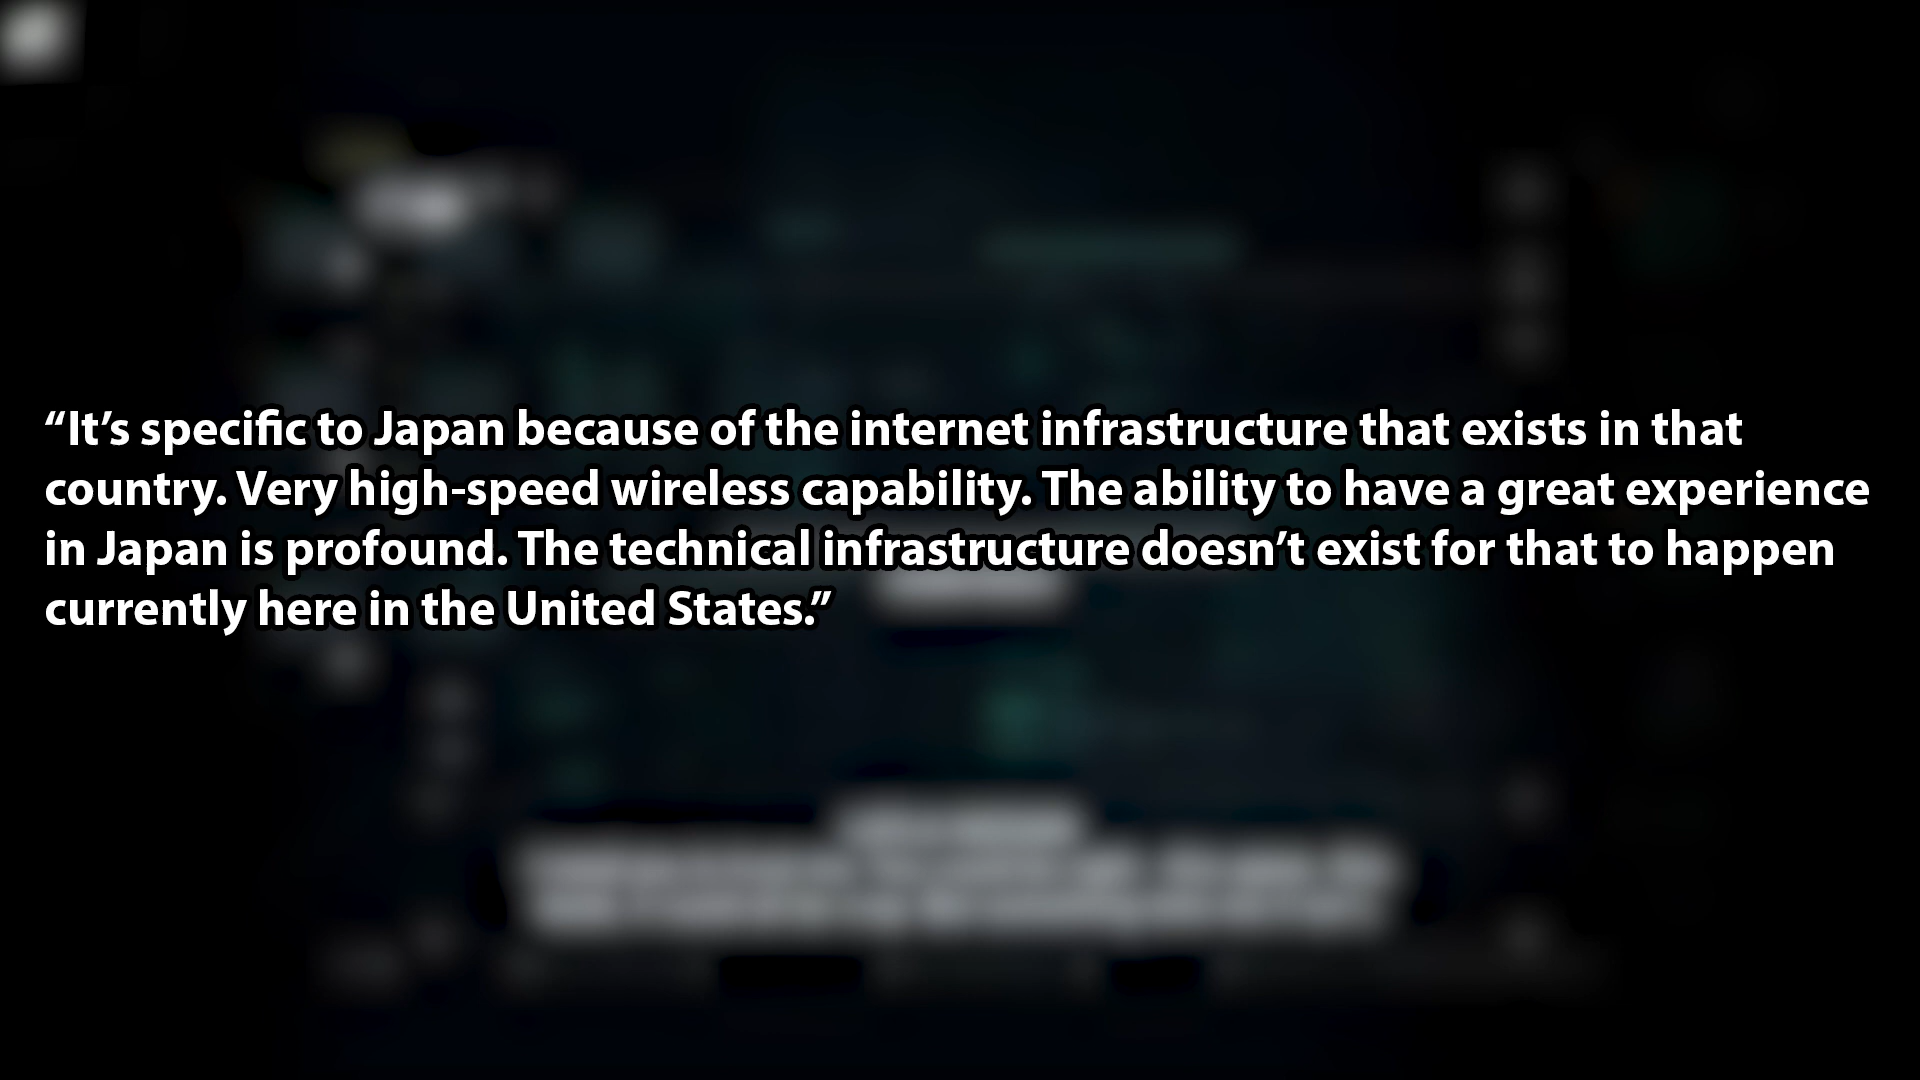 “It’s specific to Japan because of the internet infrastructure that exists in that
country. Very high-speed wireless capability. The ability to have a great experience
in Japan is profound. The technical infrastructure doesn’t exist for that to happen
currently here in the United States.”